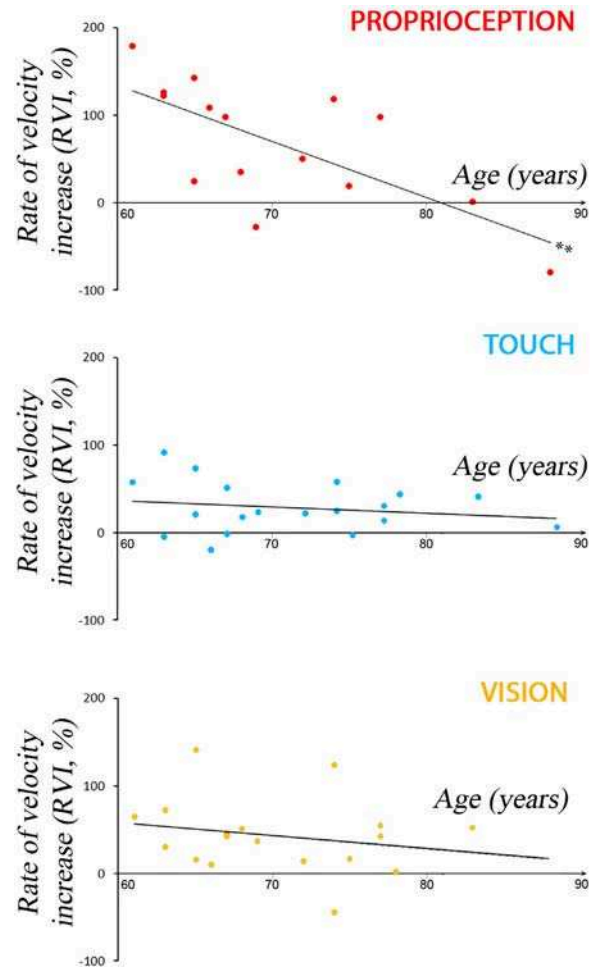 PROPRIOCEPTION
Rate of velocity
increase (RVI, %)
200
100
0
-100
Age (years)
60 70 80 90
**
TOUCH
Rate of velocity
increase (RVI, %)
200
100
0
-100
Age (years)
60 70 80 90
VISION
Rate of velocity
increase (RVI, %)
200
100
0
-100
Age (years)
60 70 80 90